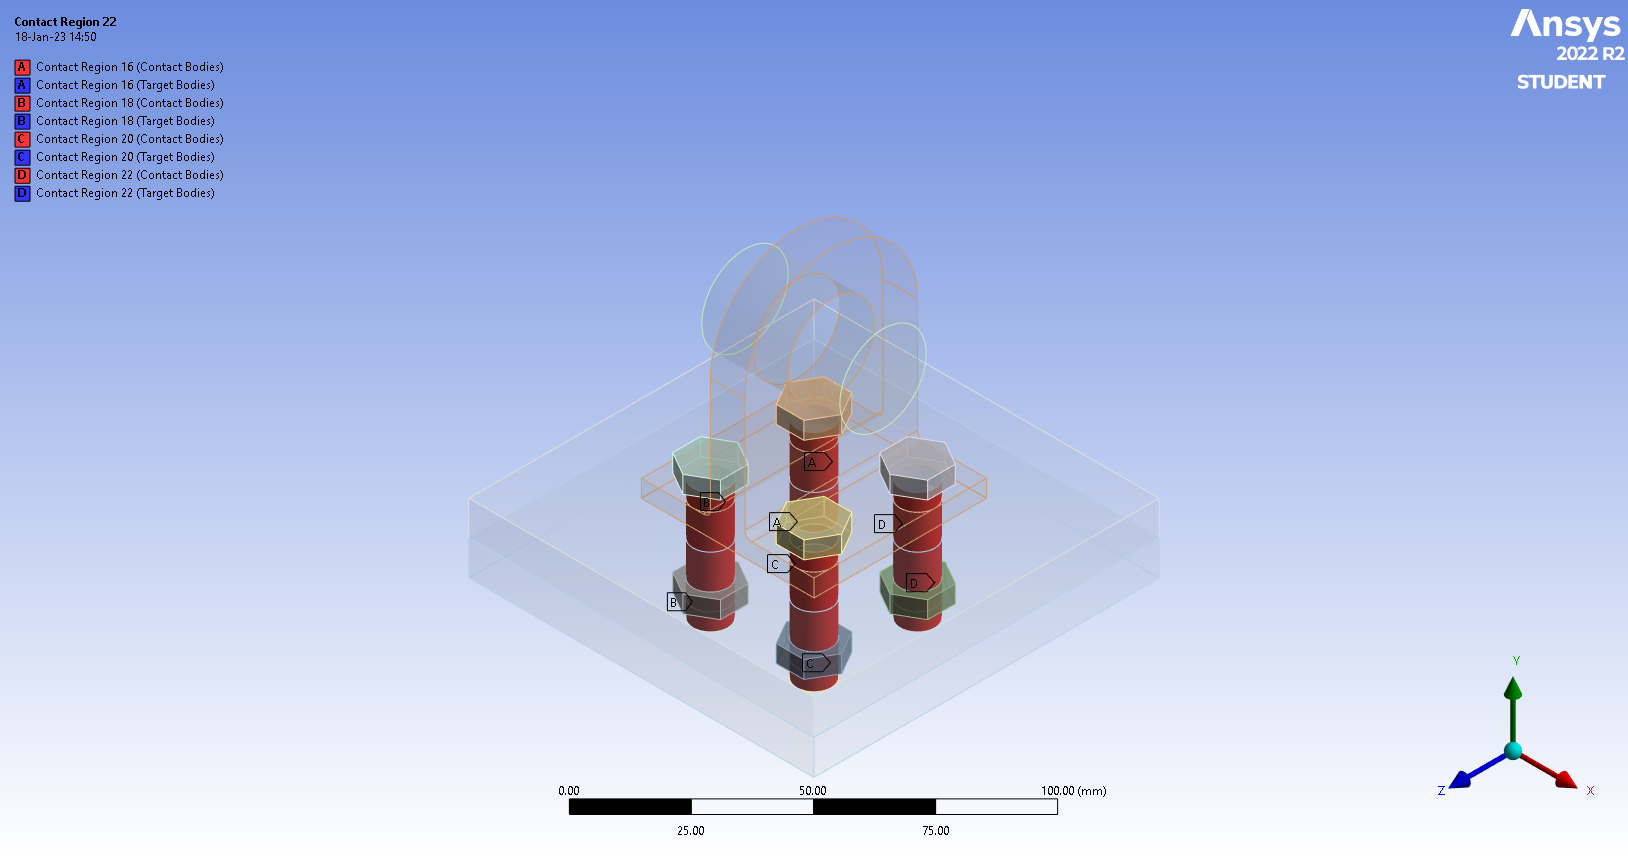 Contact Region 22
18-Jan-23 14:50
A Contact Region 16 (Contact Bodies)
A Contact Region 16 (Target Bodies)
B Contact Region 18 (Contact Bodies)
B Contact Region 18 (Target Bodies)
C Contact Region 20 (Contact Bodies)
C Contact Region 20 (Target Bodies)
D Contact Region 22 (Contact Bodies)
D Contact Region 22 (Target Bodies)
Ansys
2022 R2
STUDENT
A
B
A
D
C
D
B
C
Y
Z
X
0.00 50.00 100.00 (mm)
25.00 75.00